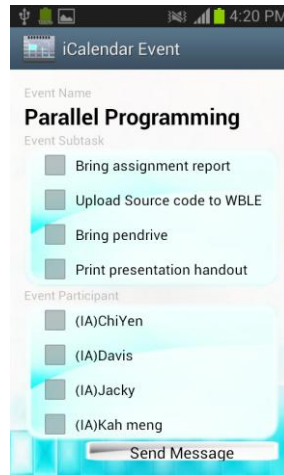 4:20 PM
iCalendar Event
Event Name
Parallel Programming
Event Subtask
Bring assignment report
Upload Source code to WBLE
Bring pendrive
Print presentation handout
Event Participant
(IA)ChiYen
(IA)Davis
(IA)Jacky
(IA)Kah meng
Send Message